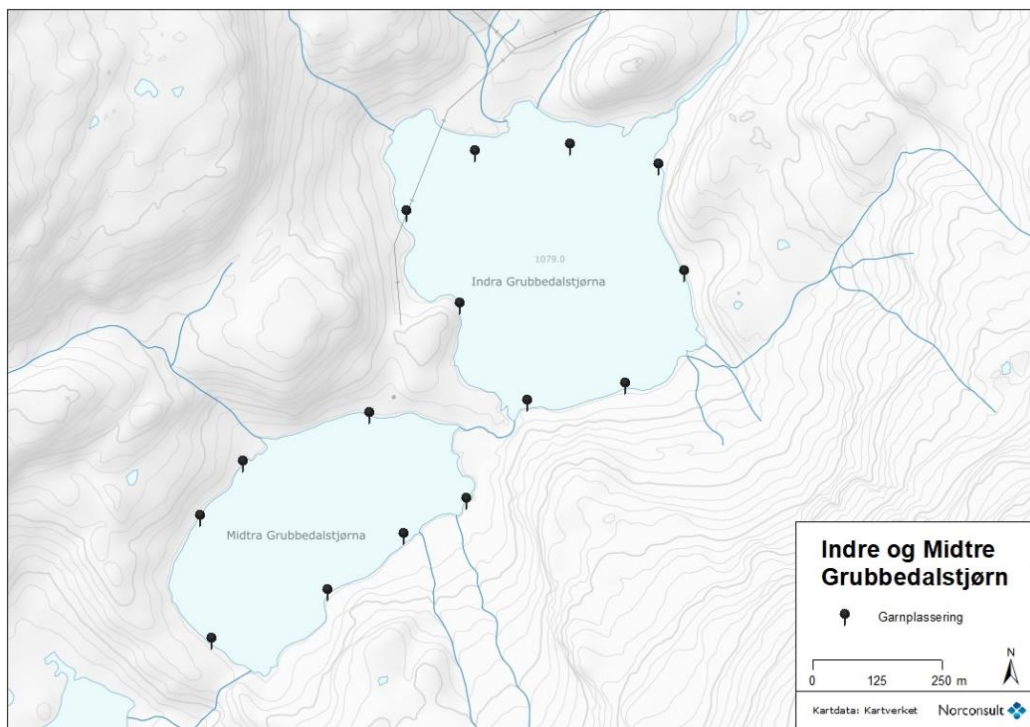 1079.0
Indra Grubbedalstjørna
Midtra Grubbedalstjørna
Indre og Midtre
Grubbedalstjørn
Garnplassering
N
0 125 250 m
Kartdata: Kartverket Norconsult